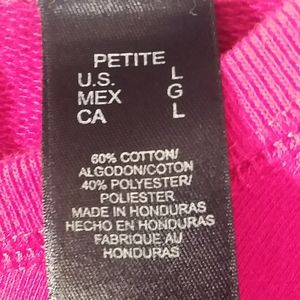 PETITE
U.S. L
MEX G
CA L
60% COTTON/
ALGODON/COTON
40% POLYESTER/
POLIESTER
MADE IN HONDURAS
HECHO EN HONDURAS
FABRIQUE AU
HONDURAS